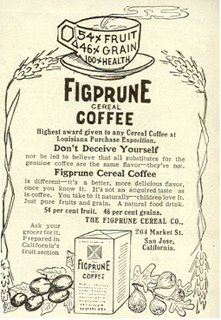 54% FRUIT
46% GRAIN
100% HEALTH
FIGPRUNE
CEREAL
COFFEE
Highest award given to any Cereal Coffee at
Louisiana Purchase Exposition.
Don't Deceive Yourself
nor be led to believe that all substitutes for the
genuine coffee are the same flavor—they're not.
Figprune Cereal Coffee
is different—it's a better, more delicious flavor,
once you know it. It's not an acquired taste as
is coffee. You take to it naturally—children love it.
Just pure fruits and grain. A natural food drink.
54 per cent fruit. 46 per cent grains.
THE FIGPRUNE CEREAL CO.,
Ask your
grocer for it.
Prepared in
California's
fruit section
264 Market St.
San Jose,
California.
FIGPRUNE
CEREAL
COFFEE